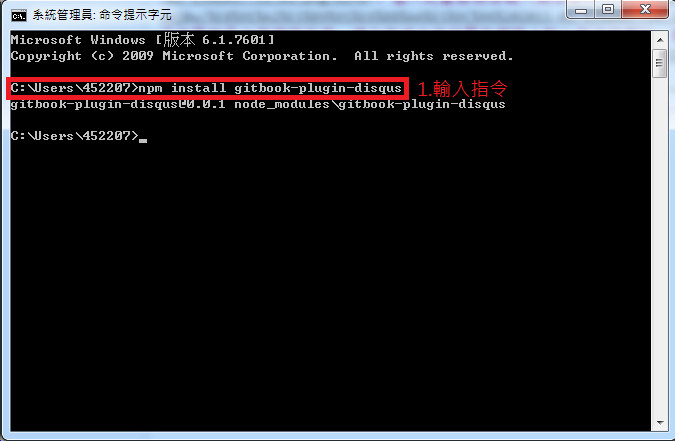 系統管理員: 命令提示字元
Microsoft Windows [版本 6.1.7601]
Copyright (c) 2009 Microsoft Corporation.  All rights reserved.
C:\Users\452207>npm install gitbook-plugin-disqus
1.輸入指令
gitbook-plugin-disqus@0.0.1 node_modules\gitbook-plugin-disqus
C:\Users\452207>_